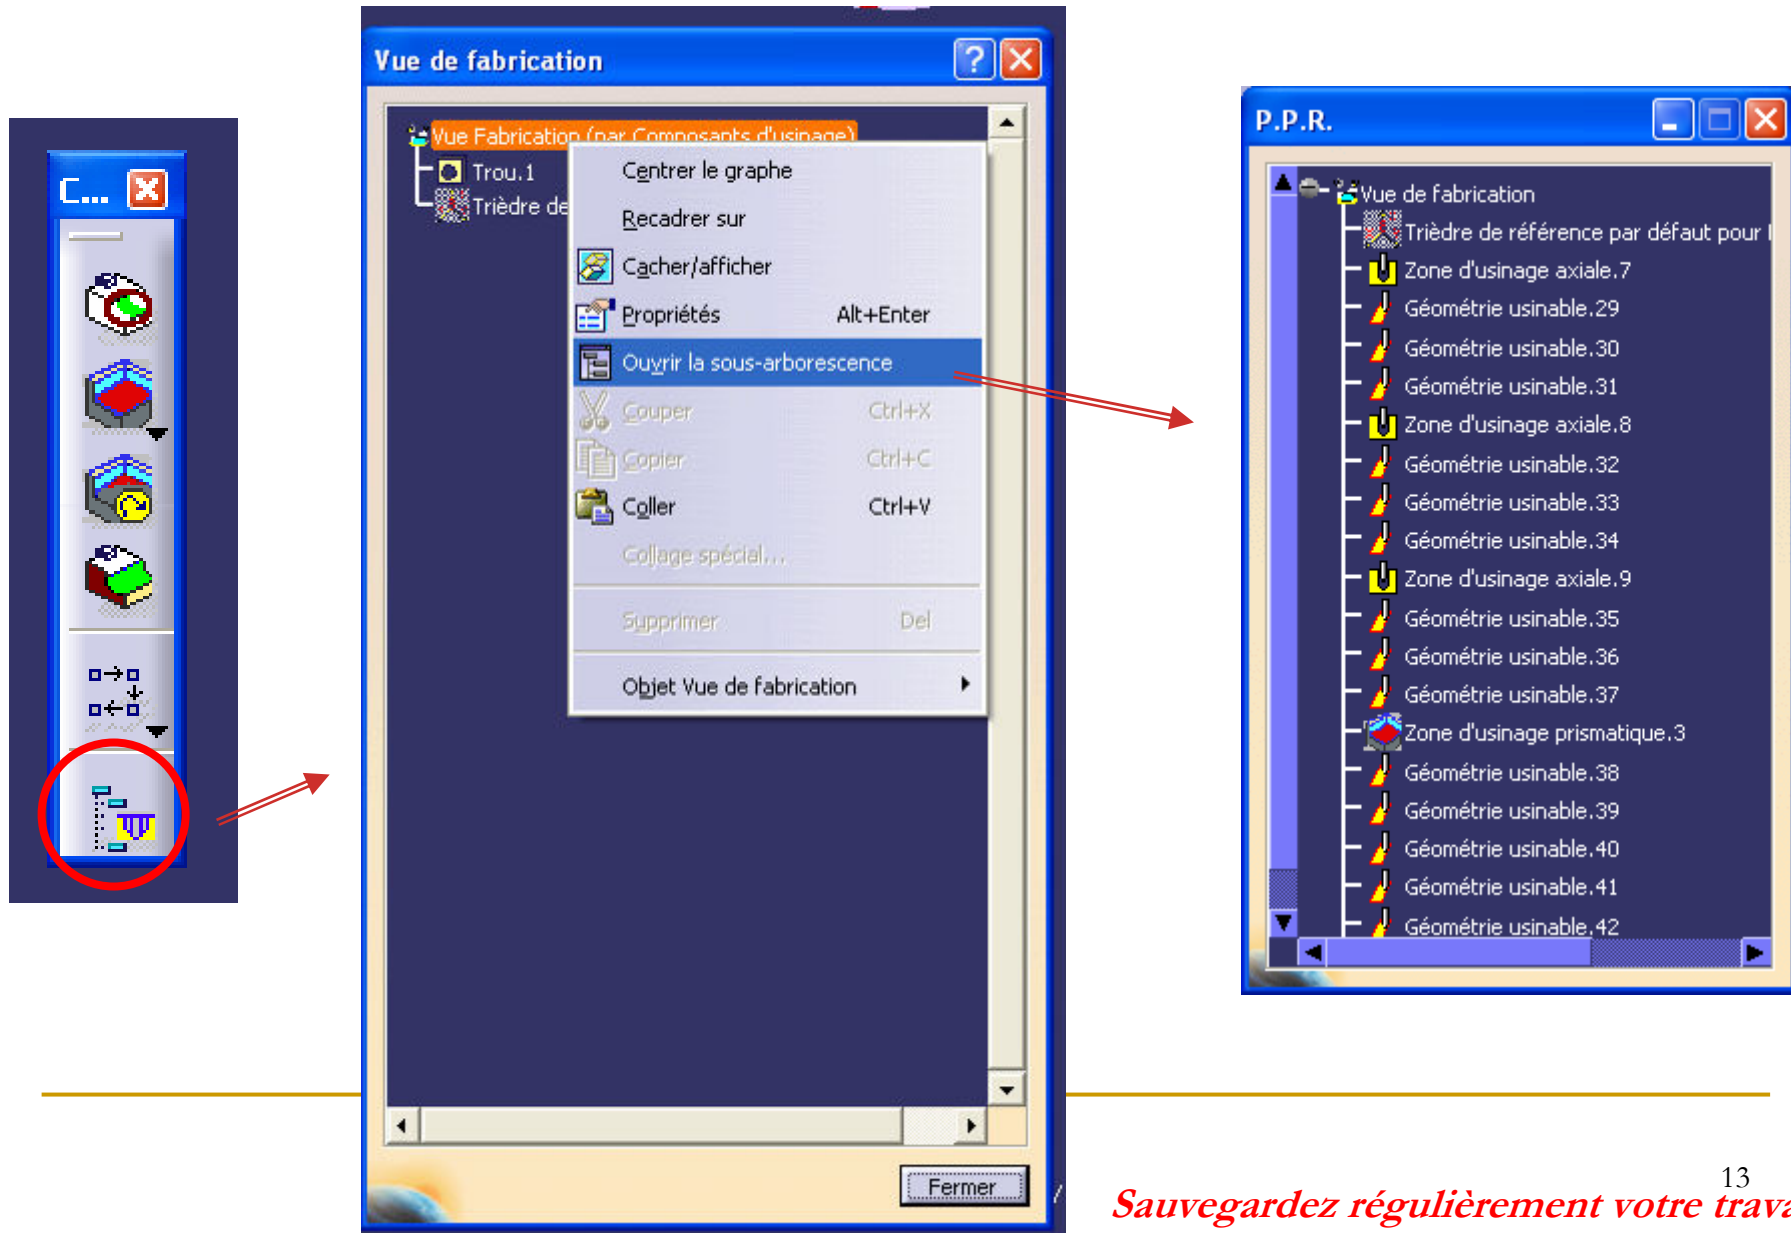 C...
Vue de fabrication
Vue Fabrication (par Composants d'usinage)
Trou.1
Trièdre de
Centrer le graphe
Recadrer sur
Cacher/afficher
Propriétés Alt+Enter
Ouvrir la sous-arborescence
Couper Ctrl+X
Copier Ctrl+C
Coller Ctrl+V
Collage spécial...
Supprimer Del
Objet Vue de fabrication
Fermer
P.P.R.
Vue de fabrication
Trièdre de référence par défaut pour
Zone d'usinage axiale.7
Géométrie usinable.29
Géométrie usinable.30
Géométrie usinable.31
Zone d'usinage axiale.8
Géométrie usinable.32
Géométrie usinable.33
Géométrie usinable.34
Zone d'usinage axiale.9
Géométrie usinable.35
Géométrie usinable.36
Géométrie usinable.37
Zone d'usinage prismatique.3
Géométrie usinable.38
Géométrie usinable.39
Géométrie usinable.40
Géométrie usinable.41
Géométrie usinable.42
13
Sauvegardez régulièrement votre trava